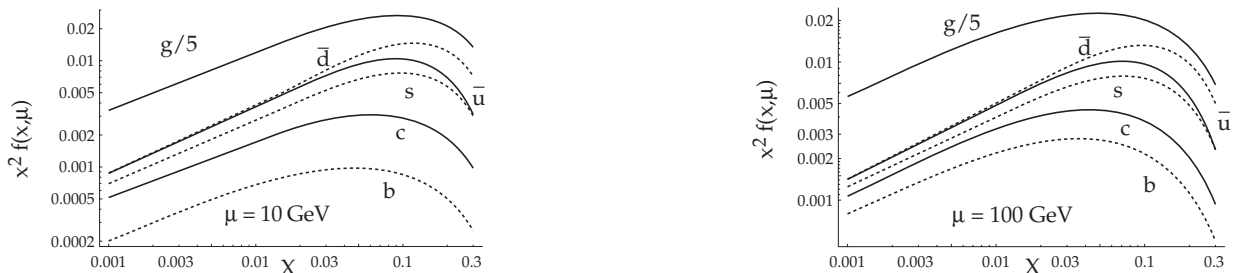 x² f(x,μ)
0.02
0.01
0.005
0.002
0.001
0.0005
0.0002
g/5
d̅
s
u̅
c
b
μ = 10 GeV
0.001 0.003 0.01 0.03 0.1 0.3
X
x² f(x,μ)
0.02
0.01
0.005
0.003
0.002
0.001
g/5
d̅
s
u̅
c
b
μ = 100 GeV
0.001 0.003 0.01 0.03 0.1 0.3
X